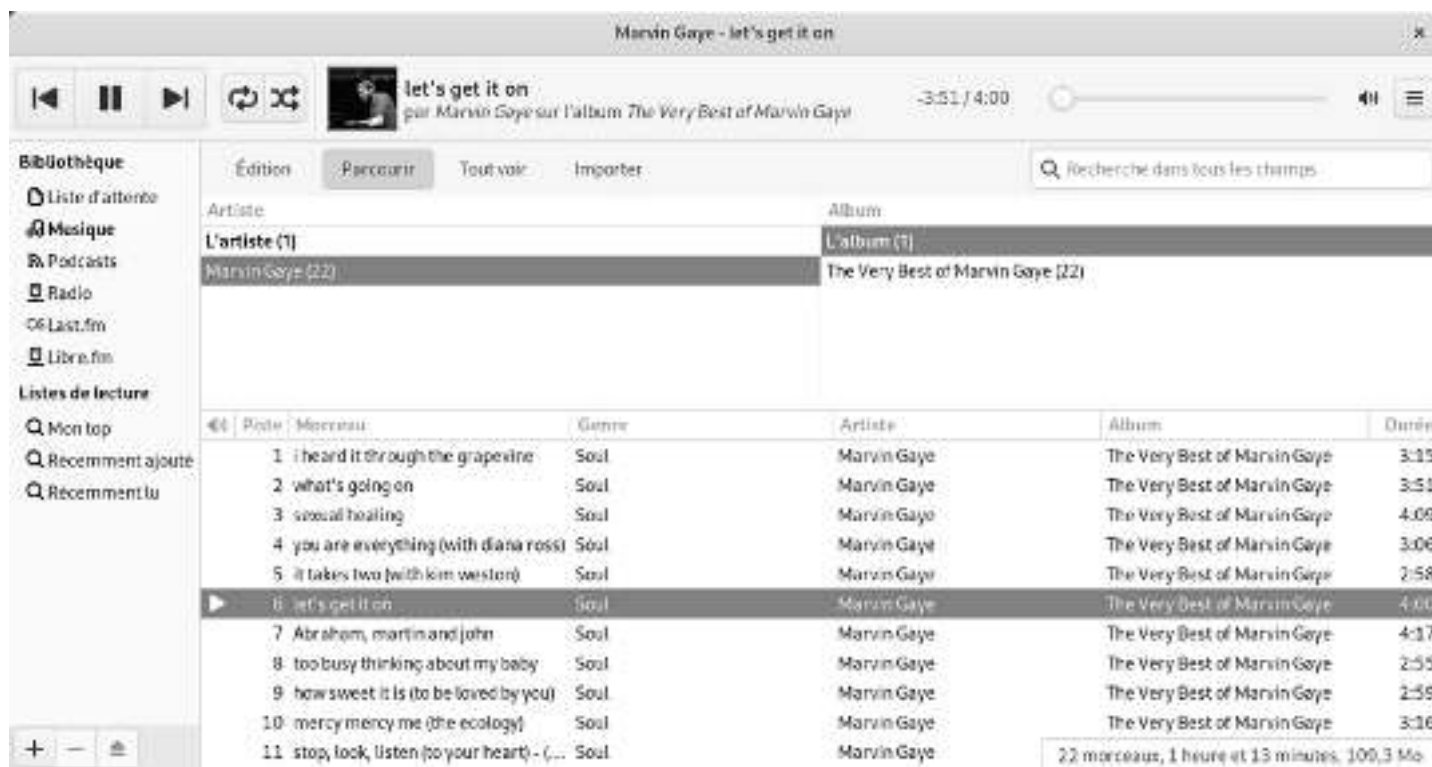 Marvin Gaye - let's get it on
let's get it on
par Marvin Gaye sur l'album The Very Best of Marvin Gaye
-3:51 / 4:00
Bibliothèque
Liste d'attente
Musique
Podcasts
Radio
Last.fm
Libre.fm
Listes de lecture
Mon top
Récemment ajouté
Récemment lu
Édition Parcourir Tout voir Importer
Recherche dans tous les champs
Artiste Album
L'artiste (1) L'album (1)
Marvin Gaye (22) The Very Best of Marvin Gaye (22)
Piste Morceau Genre Artiste Album Durée
1 i heard it through the grapevine Soul Marvin Gaye The Very Best of Marvin Gaye 3:15
2 what's going on Soul Marvin Gaye The Very Best of Marvin Gaye 3:51
3 sexual healing Soul Marvin Gaye The Very Best of Marvin Gaye 4:09
4 you are everything (with diana ross) Soul Marvin Gaye The Very Best of Marvin Gaye 3:06
5 it takes two (with kim weston) Soul Marvin Gaye The Very Best of Marvin Gaye 2:58
6 let's get it on Soul Marvin Gaye The Very Best of Marvin Gaye 4:00
7 Abraham, martin and john Soul Marvin Gaye The Very Best of Marvin Gaye 4:17
8 too busy thinking about my baby Soul Marvin Gaye The Very Best of Marvin Gaye 2:55
9 how sweet it is (to be loved by you) Soul Marvin Gaye The Very Best of Marvin Gaye 2:59
10 mercy mercy me (the ecology) Soul Marvin Gaye The Very Best of Marvin Gaye 3:16
11 stop, look, listen (to your heart) - (... Soul Marvin Gaye
22 morceaux, 1 heure et 13 minutes, 109,3 Mo